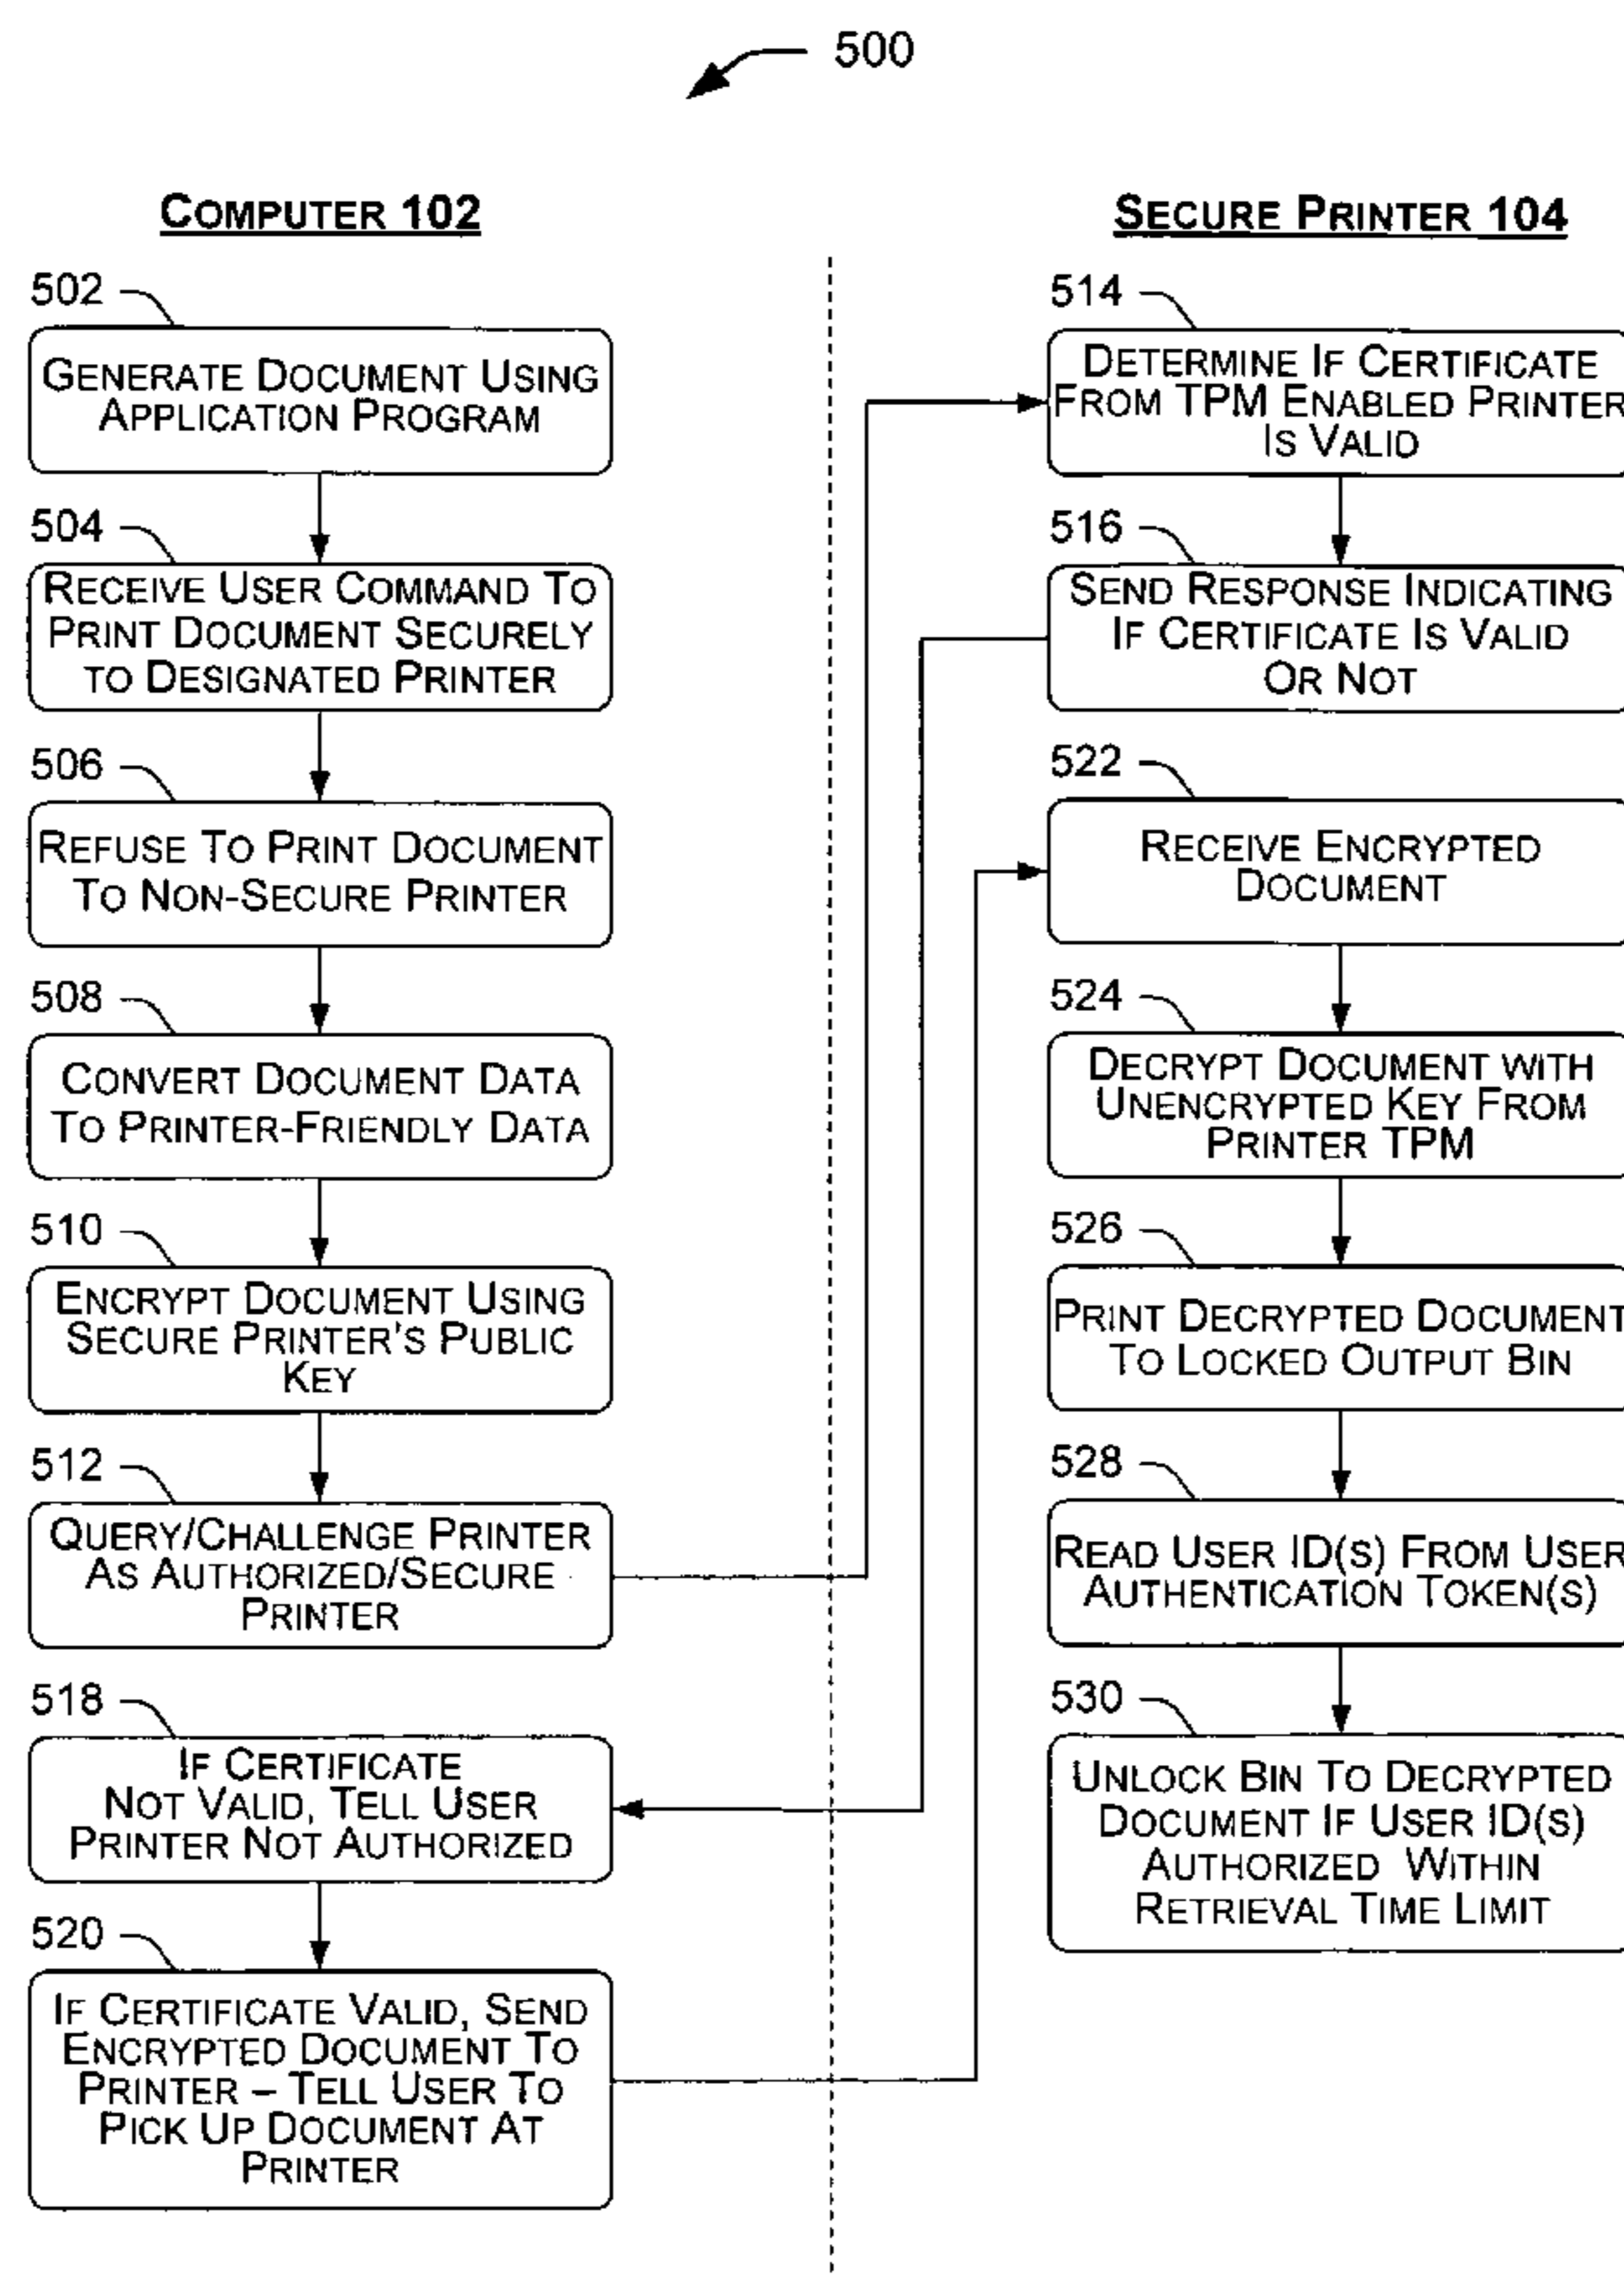 500
COMPUTER 102
502
GENERATE DOCUMENT USING
APPLICATION PROGRAM
504
RECEIVE USER COMMAND TO
PRINT DOCUMENT SECURELY
TO DESIGNATED PRINTER
506
REFUSE TO PRINT DOCUMENT
TO NON-SECURE PRINTER
508
CONVERT DOCUMENT DATA
TO PRINTER-FRIENDLY DATA
510
ENCRYPT DOCUMENT USING
SECURE PRINTER'S PUBLIC
KEY
512
QUERY/CHALLENGE PRINTER
AS AUTHORIZED/SECURE
PRINTER
518
IF CERTIFICATE
NOT VALID, TELL USER
PRINTER NOT AUTHORIZED
520
IF CERTIFICATE VALID, SEND
ENCRYPTED DOCUMENT TO
PRINTER – TELL USER TO
PICK UP DOCUMENT AT
PRINTER
SECURE PRINTER 104
514
DETERMINE IF CERTIFICATE
FROM TPM ENABLED PRINTER
IS VALID
516
SEND RESPONSE INDICATING
IF CERTIFICATE IS VALID
OR NOT
522
RECEIVE ENCRYPTED
DOCUMENT
524
DECRYPT DOCUMENT WITH
UNENCRYPTED KEY FROM
PRINTER TPM
526
PRINT DECRYPTED DOCUMENT
TO LOCKED OUTPUT BIN
528
READ USER ID(S) FROM USER
AUTHENTICATION TOKEN(S)
530
UNLOCK BIN TO DECRYPTED
DOCUMENT IF USER ID(S)
AUTHORIZED WITHIN
RETRIEVAL TIME LIMIT